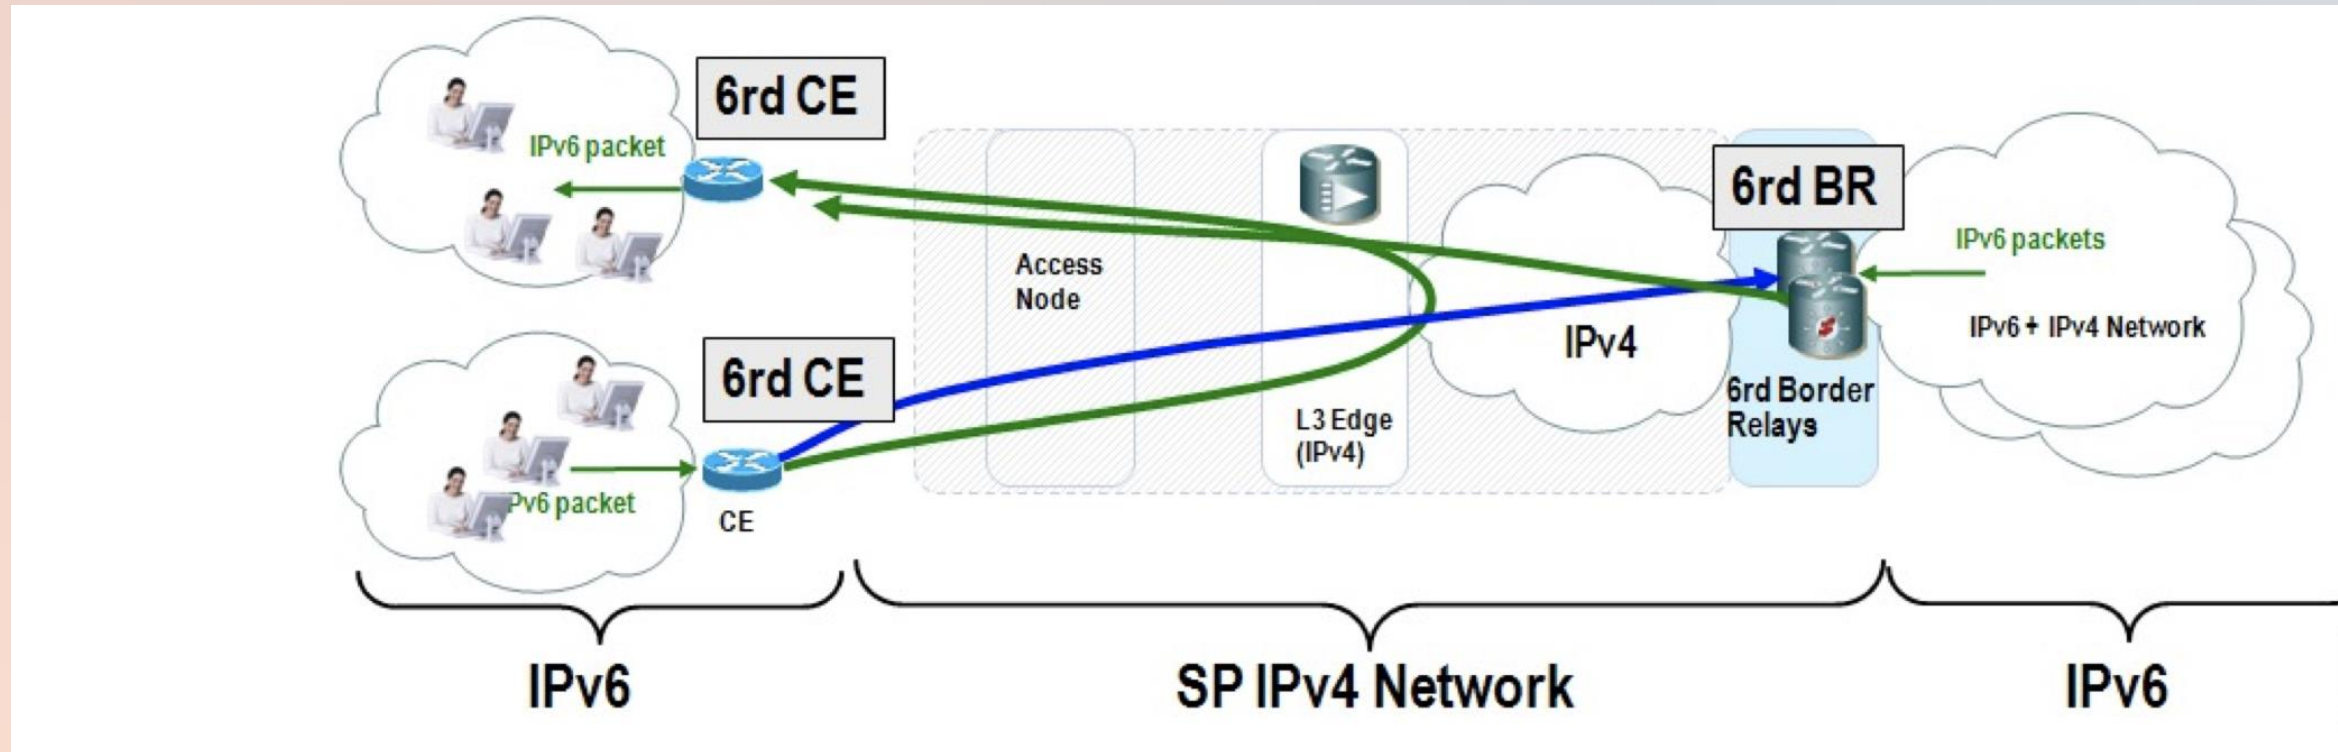 6rd CE
IPv6 packet
6rd BR
IPv6 packets
Access
Node
IPv6 + IPv4 Network
IPv4
6rd CE
6rd Border
Relays
L3 Edge
(IPv4)
Pv6 packet
CE
IPv6
SP IPv4 Network
IPv6